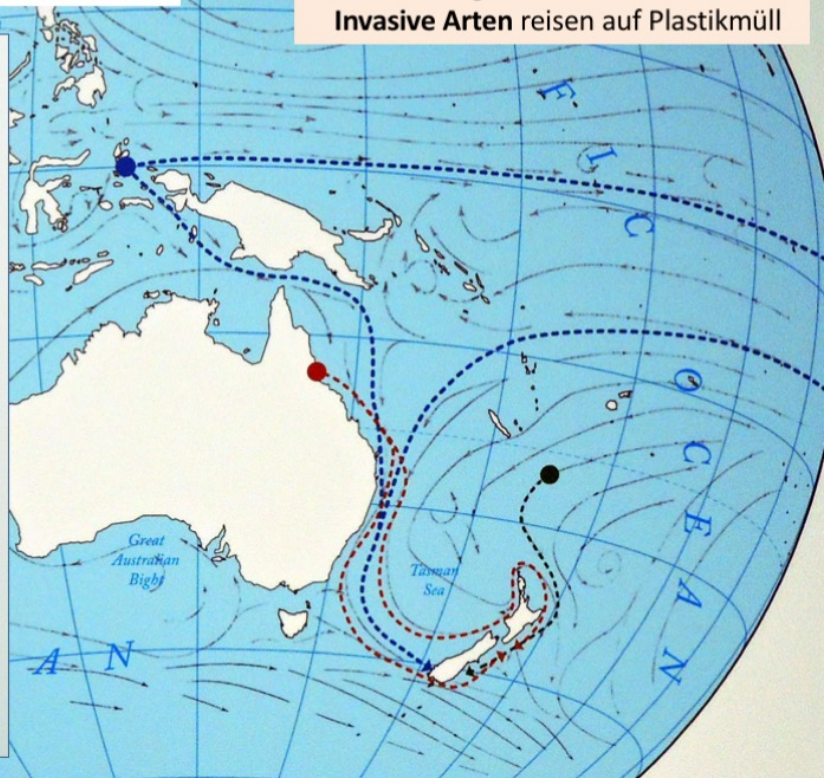 Invasive Arten reisen auf Plastikmüll
F I C
O C E A N
Great
Australian
Bight
Tasman
Sea
A N